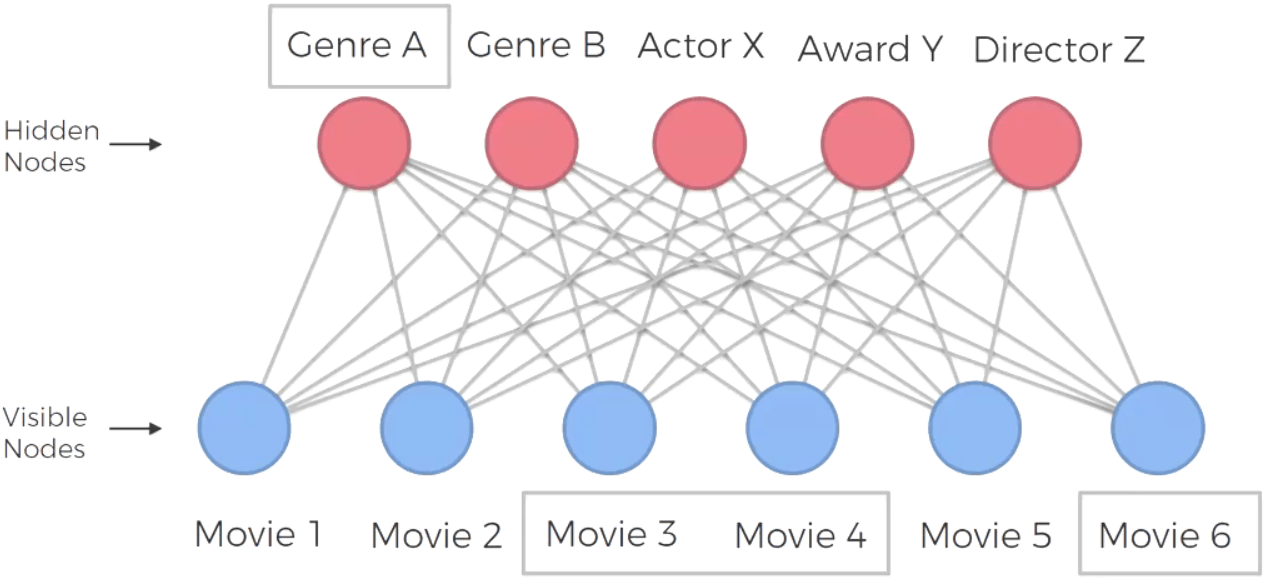 Genre A Genre B Actor X Award Y Director Z
Hidden
Nodes
Visible
Nodes
Movie 1 Movie 2 Movie 3 Movie 4 Movie 5 Movie 6